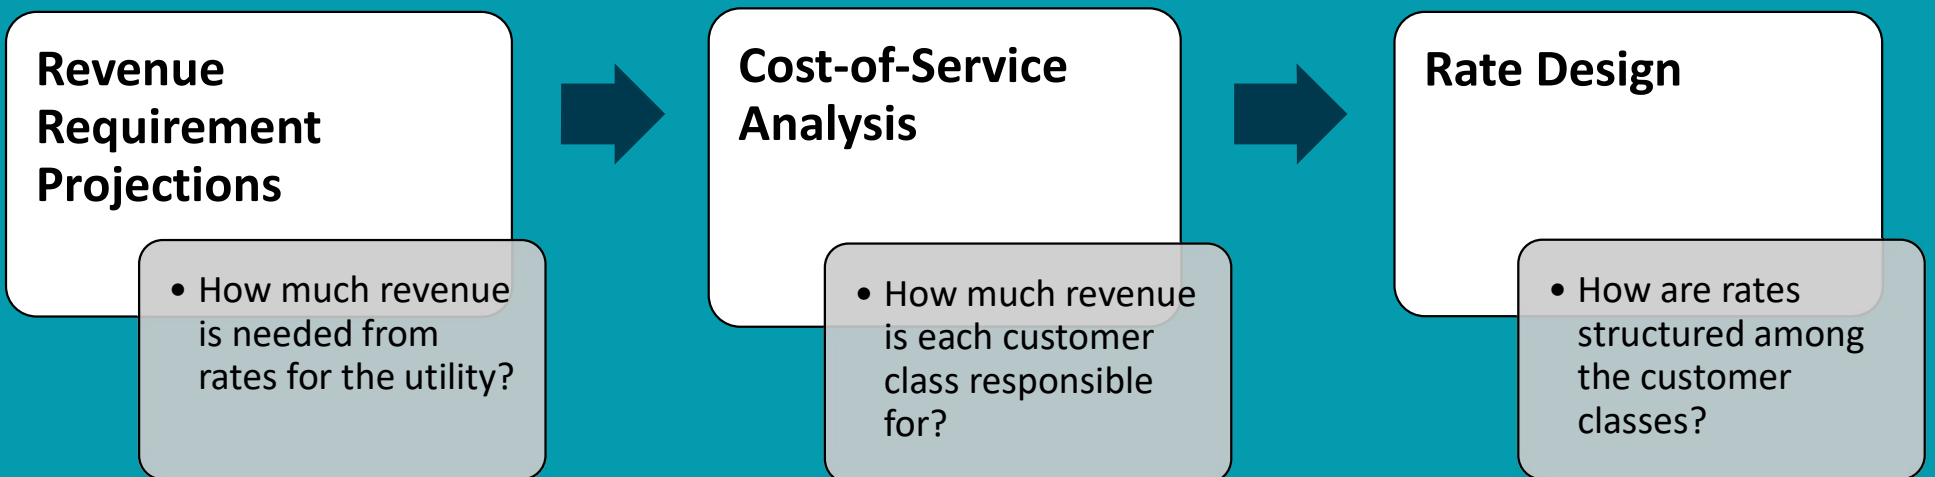 Revenue
Requirement
Projections
• How much revenue
is needed from
rates for the utility?
Cost-of-Service
Analysis
• How much revenue
is each customer
class responsible
for?
Rate Design
• How are rates
structured among
the customer
classes?